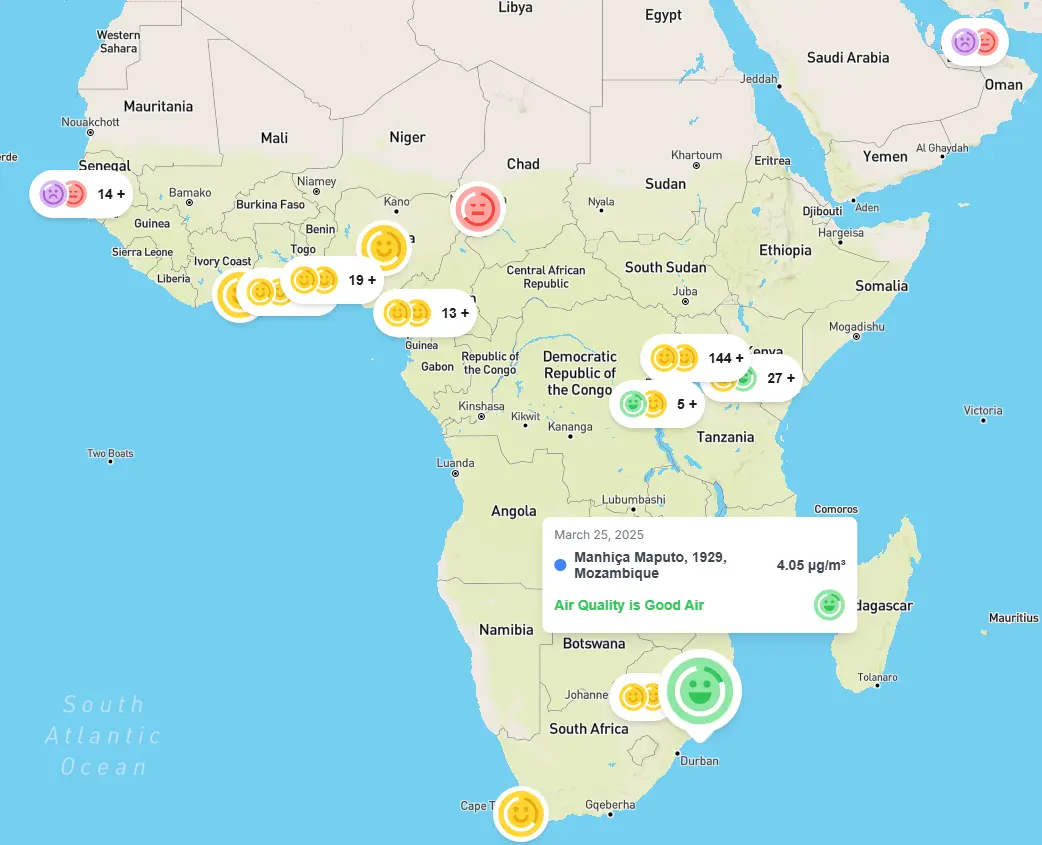 Libya
Egypt
Western
Sahara
Saudi Arabia
Jeddah
Oman
Mauritania
Nouakchott
Mali
Niger
Chad
Khartoum
Eritrea
Yemen
Al Ghaydah
erde
Senegal
14 +
Bamako
Niamey
Burkina Faso
Kano
Sudan
Nyala
Djibouti
Aden
Guinea
Benin
Togo
Hargeisa
Sierra Leone
Ivory Coast
Liberia
19 +
Central African
Republic
South Sudan
Ethiopia
Somalia
Juba
13 +
Mogadishu
Guinea
Gabon
Republic of
the Congo
Democratic
Republic of
the Congo
144 +
Kenya
27 +
5 +
Kinshasa
Kikwit
Kananga
Tanzania
Victoria
Two Boats
Luanda
Angola
Lubumbashi
Comoros
March 25, 2025
Manhiça Maputo, 1929,
Mozambique
4.05 µg/m³
Air Quality is Good Air
dagascar
Mauritius
Namibia
Botswana
Tolanaro
Johanne
South Africa
South
Atlantic
Ocean
Durban
Cape T
Gqeberha